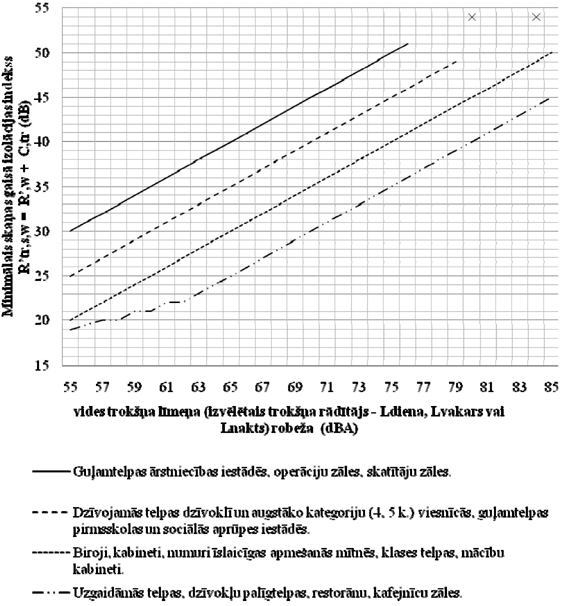 Minimālais skaņas gaisā izolācijas indekss
R’tr,s,w = R’,w + C,tr (dB)
55
50
45
40
35
30
25
20
15
55 57 59 61 63 65 67 69 71 73 75 77 79 81 83 85
vides trokšņa līmeņa (izvēlētais trokšņa rādītājs - Ldiena, Lvakars vai
Lnakts) robeža (dBA)
Guļamtelpas ārstniecības iestādēs, operāciju zāles, skatītāju zāles.
Dzīvojamās telpas dzīvoklī un augstāko kategoriju (4, 5 k.) viesnīcās, guļamtelpas
pirmsskolas un sociālās aprūpes iestādēs.
Biroji, kabineti, numuri īslaicīgas apmešanās mītnēs, klases telpas, mācību
kabineti.
Uzgaidāmās telpas, dzīvokļu palīgtelpas, restorānu, kafejnīcu zāles.